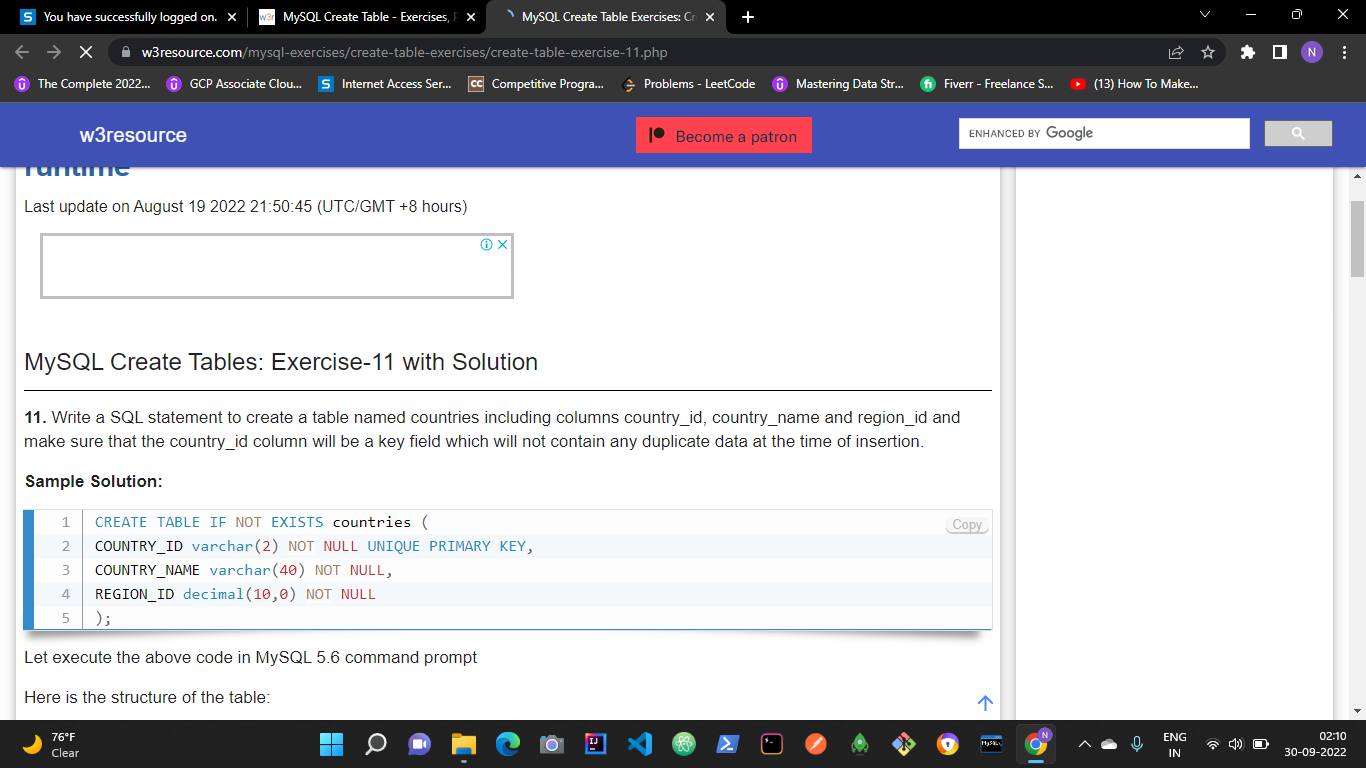 You have successfully logged on.
MySQL Create Table - Exercises,
MySQL Create Table Exercises: Cr
w3resource.com/mysql-exercises/create-table-exercises/create-table-exercise-11.php
N
The Complete 2022...
GCP Associate Clou...
Internet Access Ser...
Competitive Progra...
Problems - LeetCode
Mastering Data Str...
Fiverr - Freelance S...
(13) How To Make...
w3resource
Become a patron
ENHANCED BY Google
runtime
Last update on August 19 2022 21:50:45 (UTC/GMT +8 hours)
MySQL Create Tables: Exercise-11 with Solution
11. Write a SQL statement to create a table named countries including columns country_id, country_name and region_id and
make sure that the country_id column will be a key field which will not contain any duplicate data at the time of insertion.
Sample Solution:
Copy
1 CREATE TABLE IF NOT EXISTS countries (
2 COUNTRY_ID varchar(2) NOT NULL UNIQUE PRIMARY KEY,
3 COUNTRY_NAME varchar(40) NOT NULL,
4 REGION_ID decimal(10,0) NOT NULL
5 );
Let execute the above code in MySQL 5.6 command prompt
Here is the structure of the table:
76°F
Clear
ENG
IN
02:10
30-09-2022